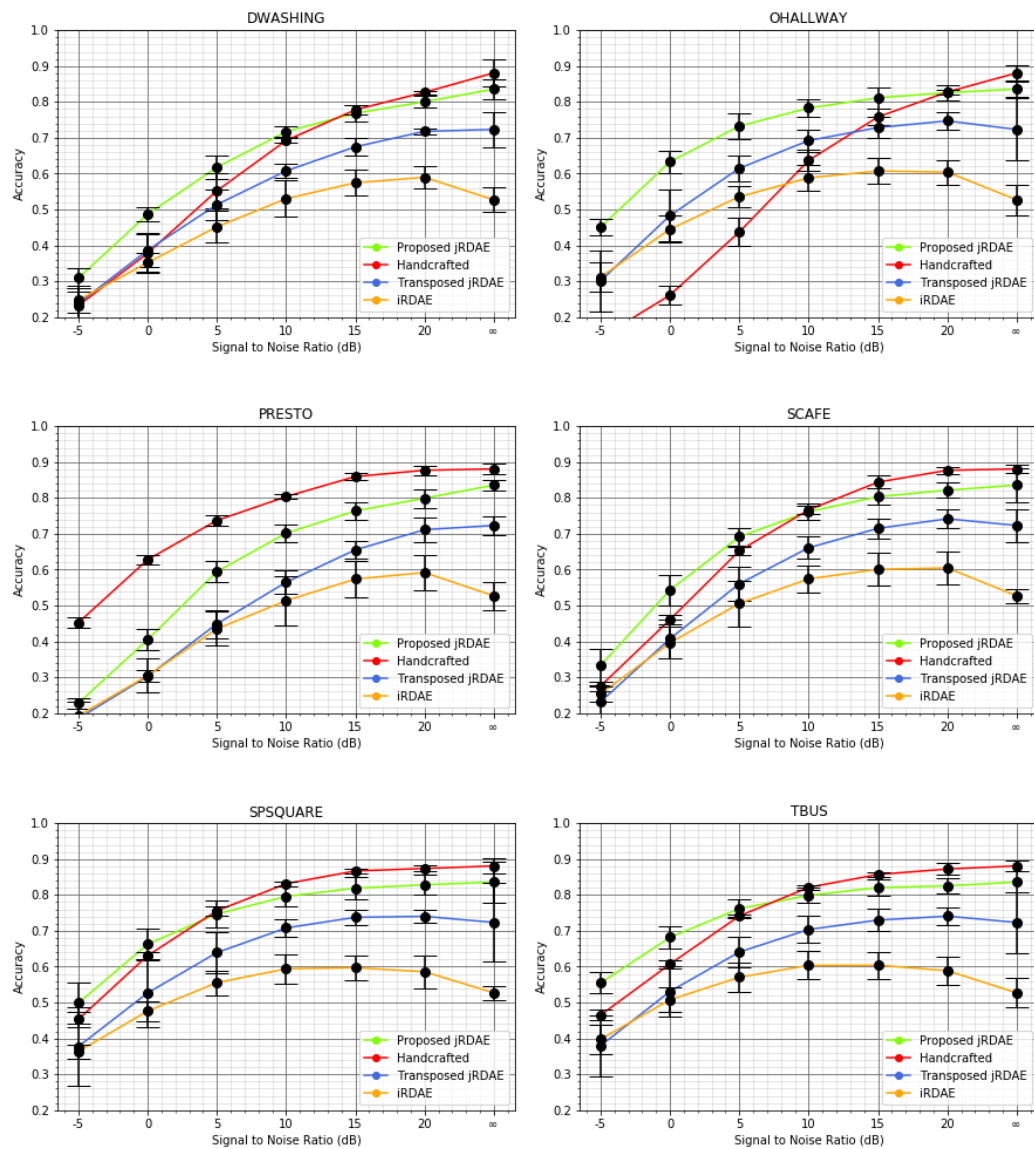 DWASHING
1.0
0.9
0.8
0.7
0.6
0.5
0.4
0.3
0.2
Accuracy
-5 0 5 10 15 20 ∞
Signal to Noise Ratio (dB)
Proposed jRDAE
Handcrafted
Transposed jRDAE
iRDAE
OHALLWAY
1.0
0.9
0.8
0.7
0.6
0.5
0.4
0.3
0.2
Accuracy
-5 0 5 10 15 20 ∞
Signal to Noise Ratio (dB)
Proposed jRDAE
Handcrafted
Transposed jRDAE
iRDAE
PRESTO
1.0
0.9
0.8
0.7
0.6
0.5
0.4
0.3
0.2
Accuracy
-5 0 5 10 15 20 ∞
Signal to Noise Ratio (dB)
Proposed jRDAE
Handcrafted
Transposed jRDAE
iRDAE
SCAFE
1.0
0.9
0.8
0.7
0.6
0.5
0.4
0.3
0.2
Accuracy
-5 0 5 10 15 20 ∞
Signal to Noise Ratio (dB)
Proposed jRDAE
Handcrafted
Transposed jRDAE
iRDAE
SPSQUARE
1.0
0.9
0.8
0.7
0.6
0.5
0.4
0.3
0.2
Accuracy
-5 0 5 10 15 20 ∞
Signal to Noise Ratio (dB)
Proposed jRDAE
Handcrafted
Transposed jRDAE
iRDAE
TBUS
1.0
0.9
0.8
0.7
0.6
0.5
0.4
0.3
0.2
Accuracy
-5 0 5 10 15 20 ∞
Signal to Noise Ratio (dB)
Proposed jRDAE
Handcrafted
Transposed jRDAE
iRDAE